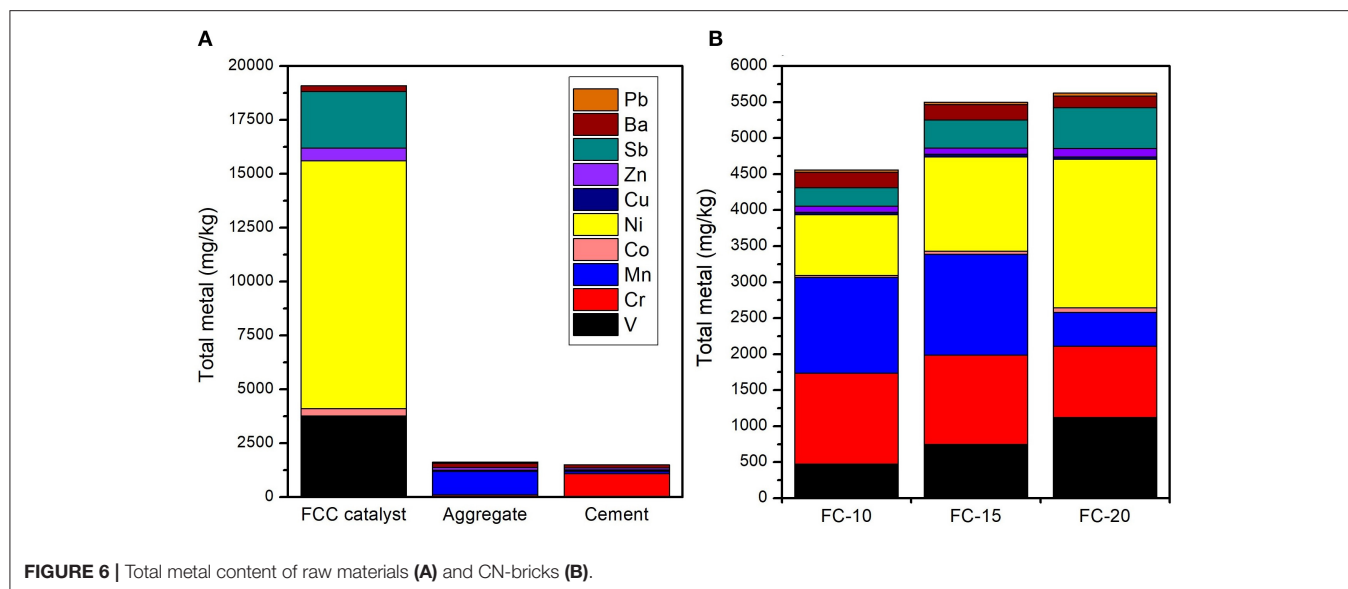 A
Total metal (mg/kg)
20000
17500
15000
12500
10000
7500
5000
2500
0
FCC catalyst
Aggregate
Cement
Pb
Ba
Sb
Zn
Cu
Ni
Co
Mn
Cr
V
B
Total metal (mg/kg)
6000
5500
5000
4500
4000
3500
3000
2500
2000
1500
1000
500
0
FC-10
FC-15
FC-20
FIGURE 6 | Total metal content of raw materials (A) and CN-bricks (B).